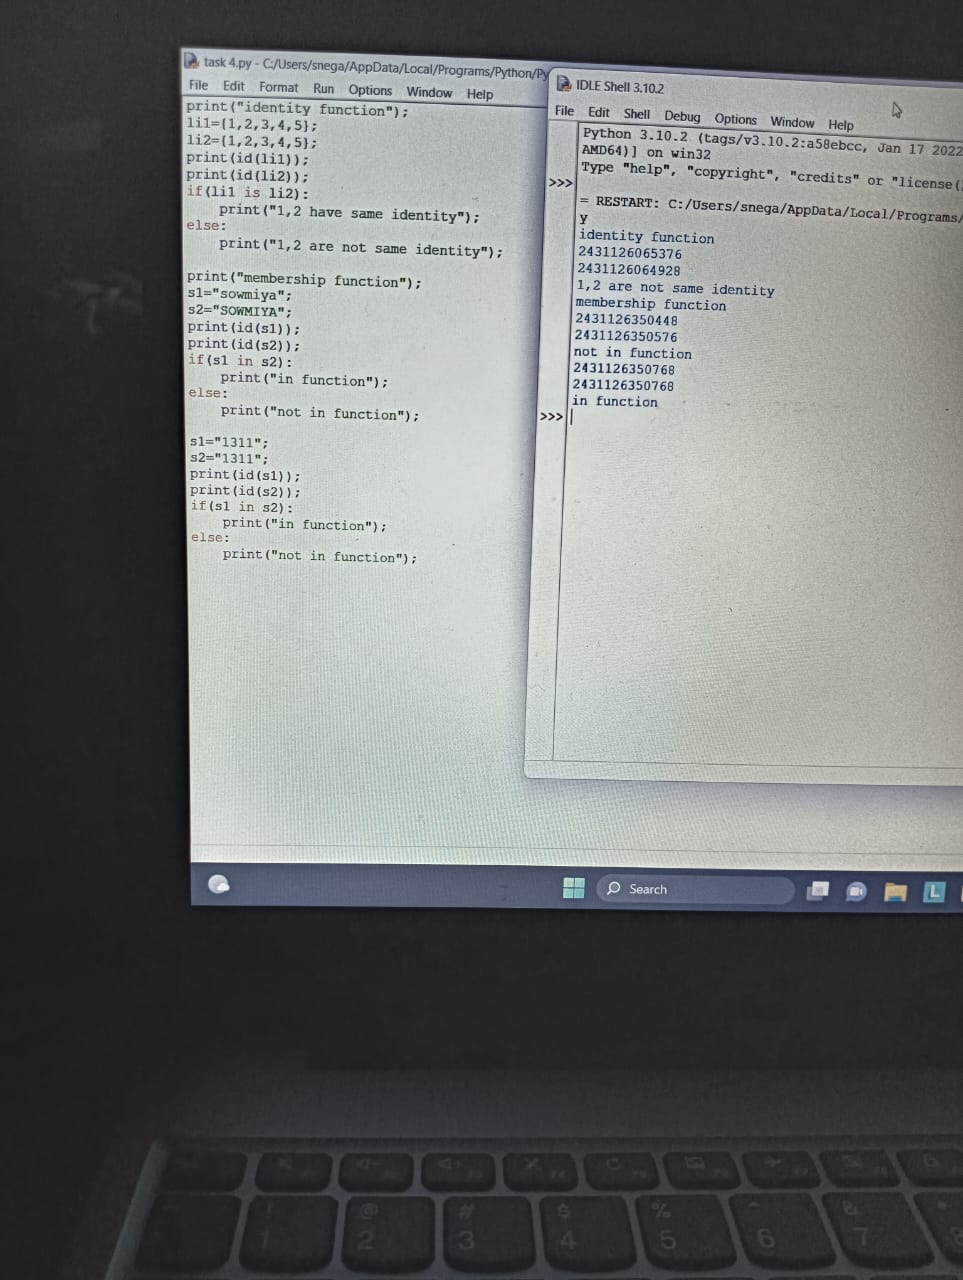 task 4.py - C:/Users/snega/AppData/Local/Programs/Python/Py
File Edit Format Run Options Window Help
print("identity function");
li1={1,2,3,4,5};
li2={1,2,3,4,5};
print(id(li1));
print(id(li2));
if(li1 is li2):
    print("1,2 have same identity");
else:
    print("1,2 are not same identity");

print("membership function");
s1="sowmiya";
s2="SOWMIYA";
print(id(s1));
print(id(s2));
if(s1 in s2):
    print("in function");
else:
    print("not in function");

s1="1311";
s2="1311";
print(id(s1));
print(id(s2));
if(s1 in s2):
    print("in function");
else:
    print("not in function");
IDLE Shell 3.10.2
File Edit Shell Debug Options Window Help
Python 3.10.2 (tags/v3.10.2:a58ebcc, Jan 17 2022
AMD64)] on win32
Type "help", "copyright", "credits" or "license(
>>>
= RESTART: C:/Users/snega/AppData/Local/Programs/
y
identity function
2431126065376
2431126064928
1,2 are not same identity
membership function
2431126350448
2431126350576
not in function
2431126350768
2431126350768
in function
>>>
Search
L
! @ # $ % ^ &
1 2 3 4 5 6 7 8